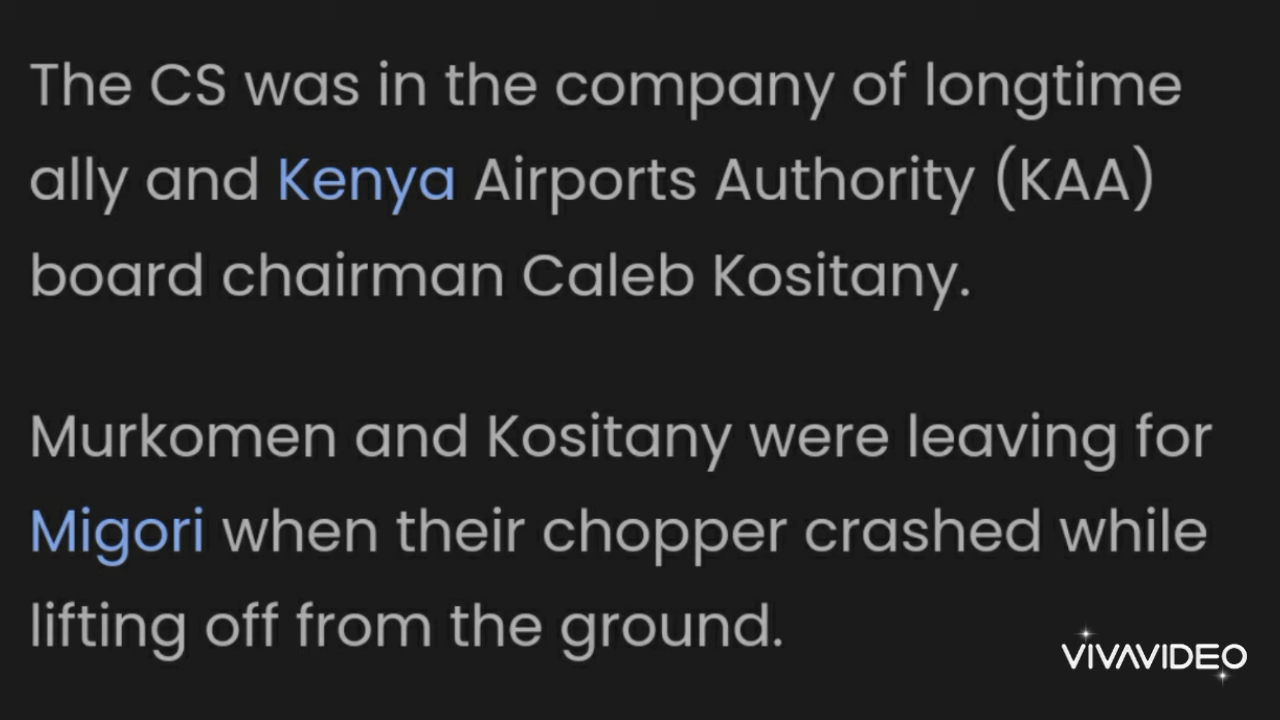 The CS was in the company of longtime
ally and Kenya Airports Authority (KAA)
board chairman Caleb Kositany.
Murkomen and Kositany were leaving for
Migori when their chopper crashed while
lifting off from the ground.
VIVAVIDEO